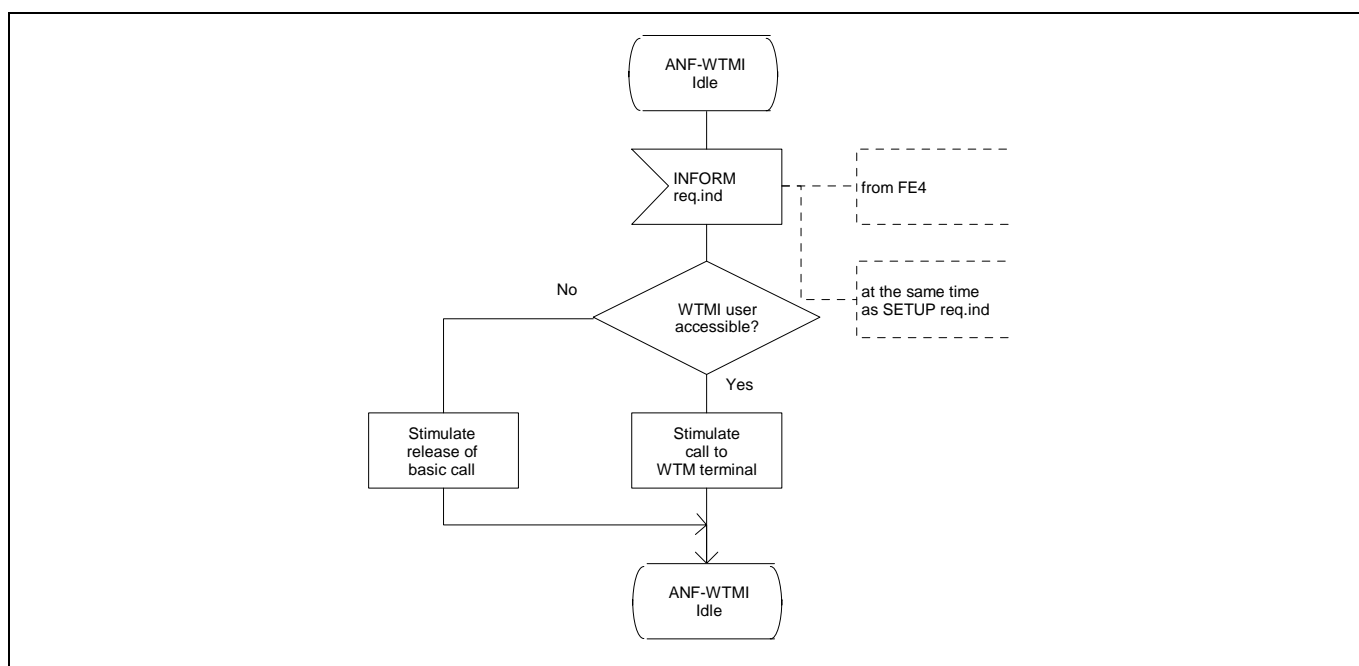 ANF-WTMI
Idle
INFORM
req.ind
from FE4
at the same time
as SETUP req.ind
No
WTMI user
accessible?
Yes
Stimulate
release of
basic call
Stimulate
call to
WTM terminal
ANF-WTMI
Idle